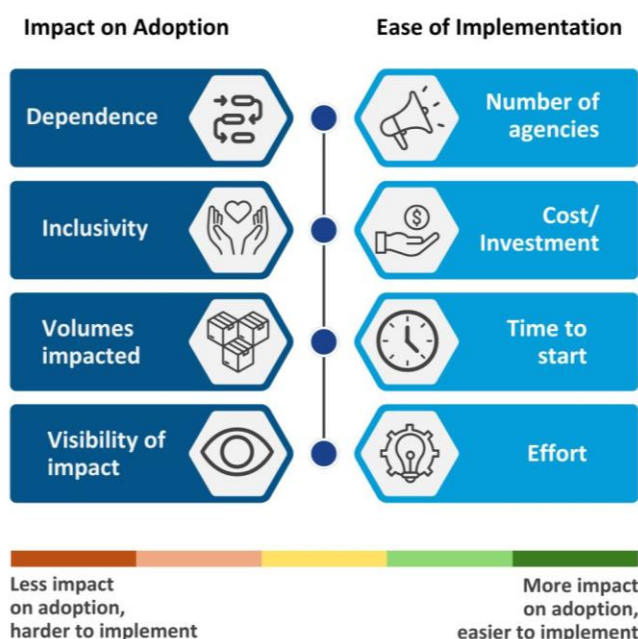 Impact on Adoption
Ease of Implementation
Dependence
Number of
agencies
Inclusivity
$
Cost/
Investment
Volumes
impacted
Time to
start
Visibility of
impact
Effort
Less impact
on adoption,
harder to implement
More impact
on adoption,
easier to implement